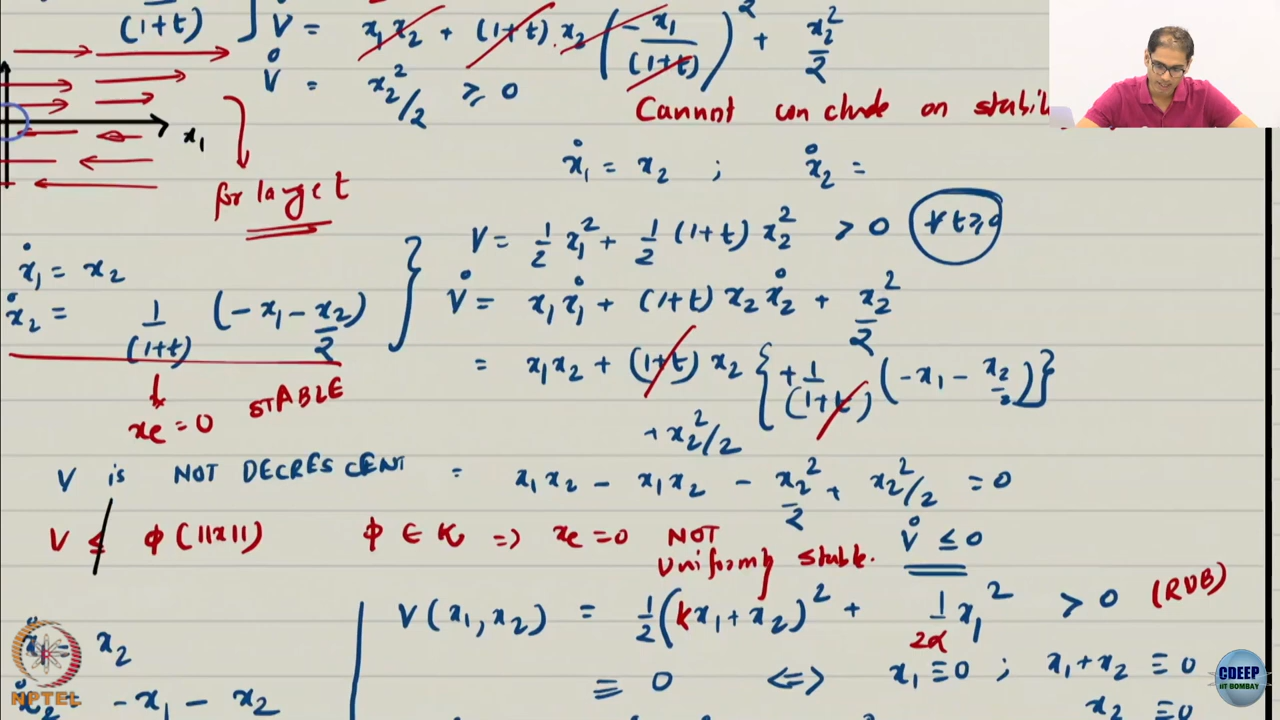 (1+t) } V̇ = x₁x₂ + (1+t).x₂ (-x₁/(1+t))² + x₂²/2
V̇ = x₂²/2 ≥ 0
Cannot conclude on stabi
x₁
for large t
ẋ₁ = x₂ ; ẋ₂ =
V = 1/2 x₁² + 1/2 (1+t) x₂² > 0 ∀ t ≥ 0
ẋ₁ = x₂
ẋ₂ = 1/(1+t) (-x₁ - x₂/2)
V̇ = x₁ẋ₁ + (1+t) x₂ẋ₂ + x₂²/2
= x₁x₂ + (1+t) x₂ { +1/(1+t) (-x₁ - x₂/2) }
+ x₂²/2
xe = 0 STABLE
V is NOT DECRESCENT = x₁x₂ - x₁x₂ - x₂²/2 + x₂²/2 = 0
V ≰ φ(||x||) φ ∈ K ⇒ xe = 0 NOT
uniformly stable. V̇ ≤ 0
V(x₁, x₂) = 1/2 (kx₁ + x₂)² + 1/2α x₁² > 0 (RUB)
ẋ₁ = x₂
≡ 0 ⟺ x₁ ≡ 0 ; x₁ + x₂ ≡ 0
ẋ₂ = -x₁ - x₂
x₂ ≡ 0
NPTEL
CDEEP
IIT BOMBAY